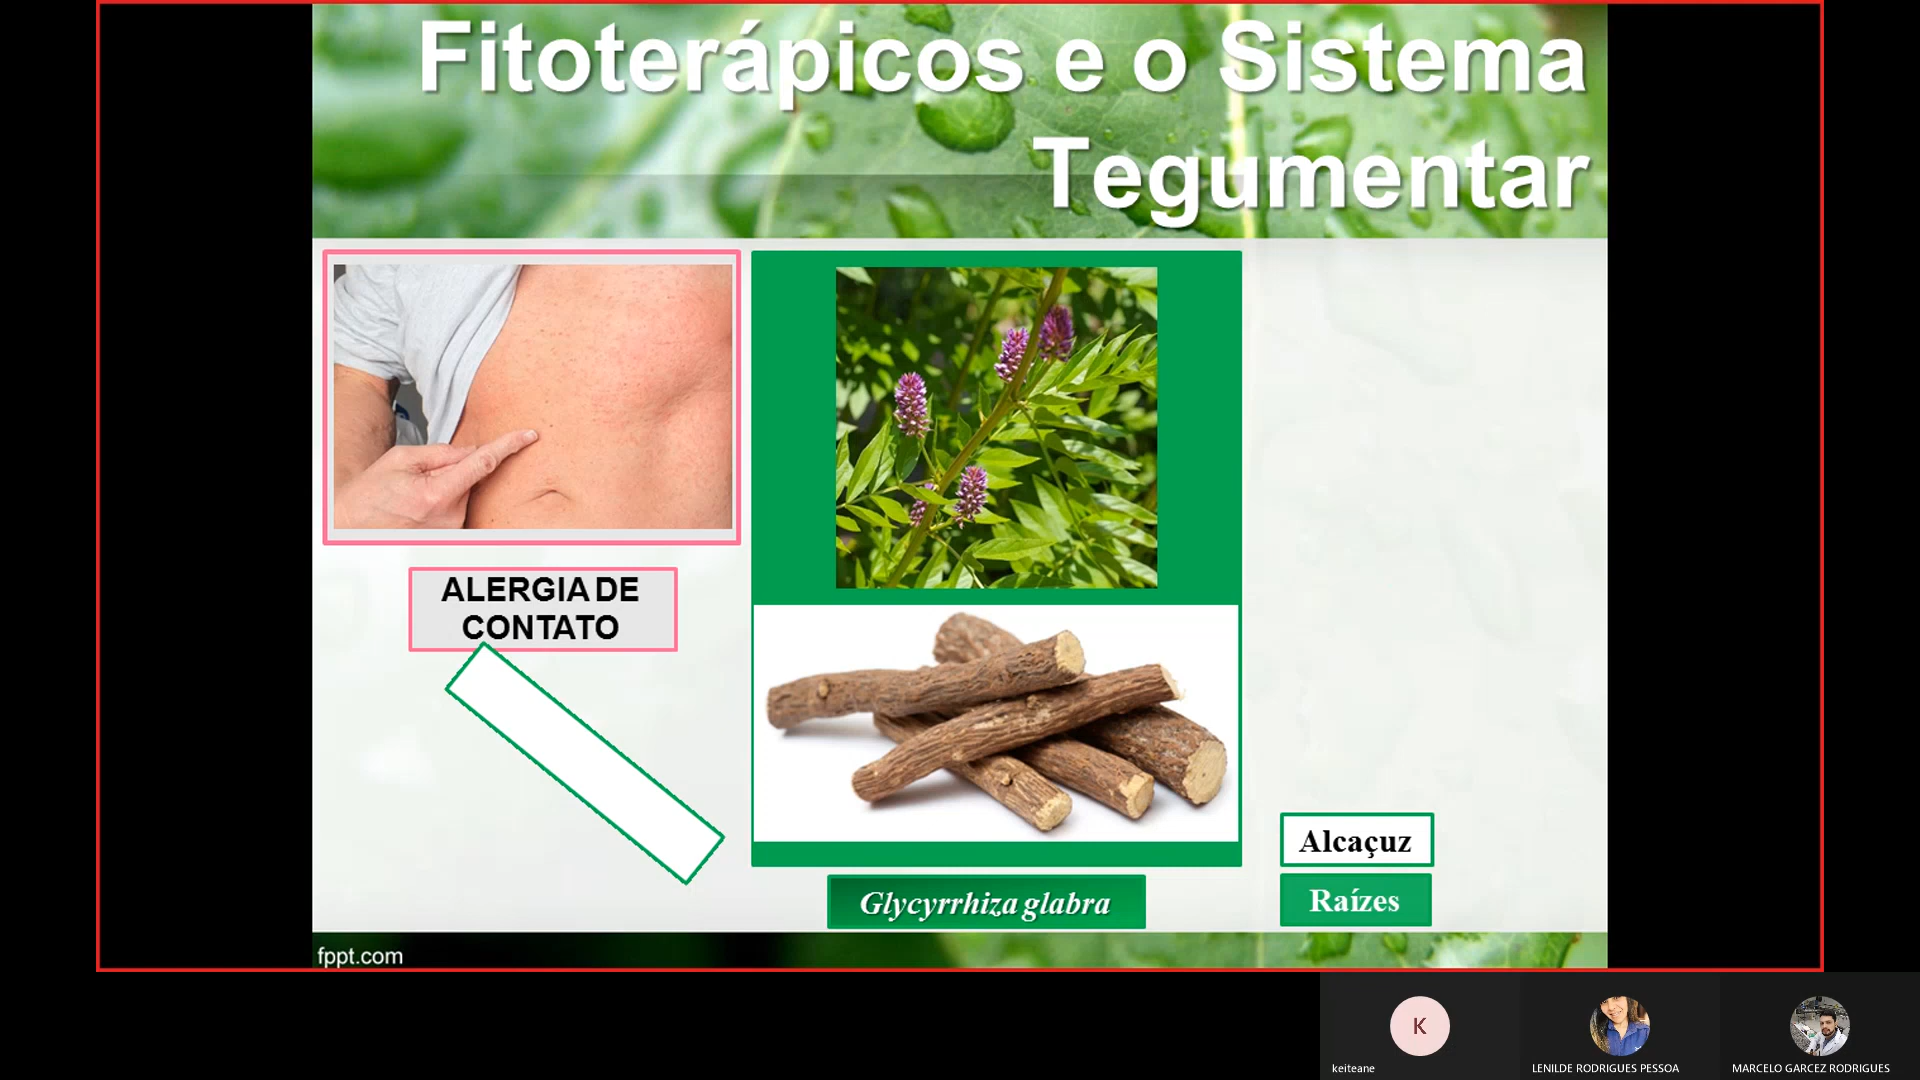 Fitoterápicos e o Sistema
Tegumentar
ALERGIA DE
CONTATO
Alcaçuz
Glycyrrhiza glabra
Raízes
fppt.com
K
keiteane
LENILDE RODRIGUES PESSOA
MARCELO GARCEZ RODRIGUES